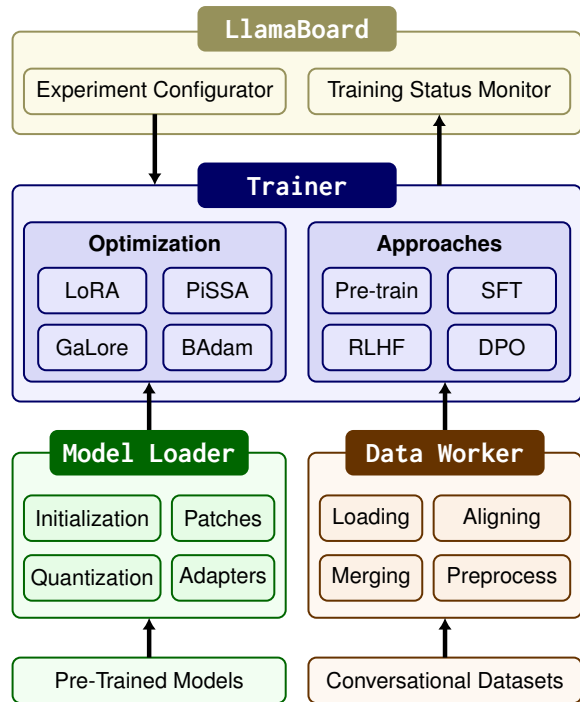 LlamaBoard
Experiment Configurator
Training Status Monitor
Trainer
Optimization
LoRA
PiSSA
GaLore
BAdam
Approaches
Pre-train
SFT
RLHF
DPO
Model Loader
Initialization
Patches
Quantization
Adapters
Pre-Trained Models
Data Worker
Loading
Aligning
Merging
Preprocess
Conversational Datasets